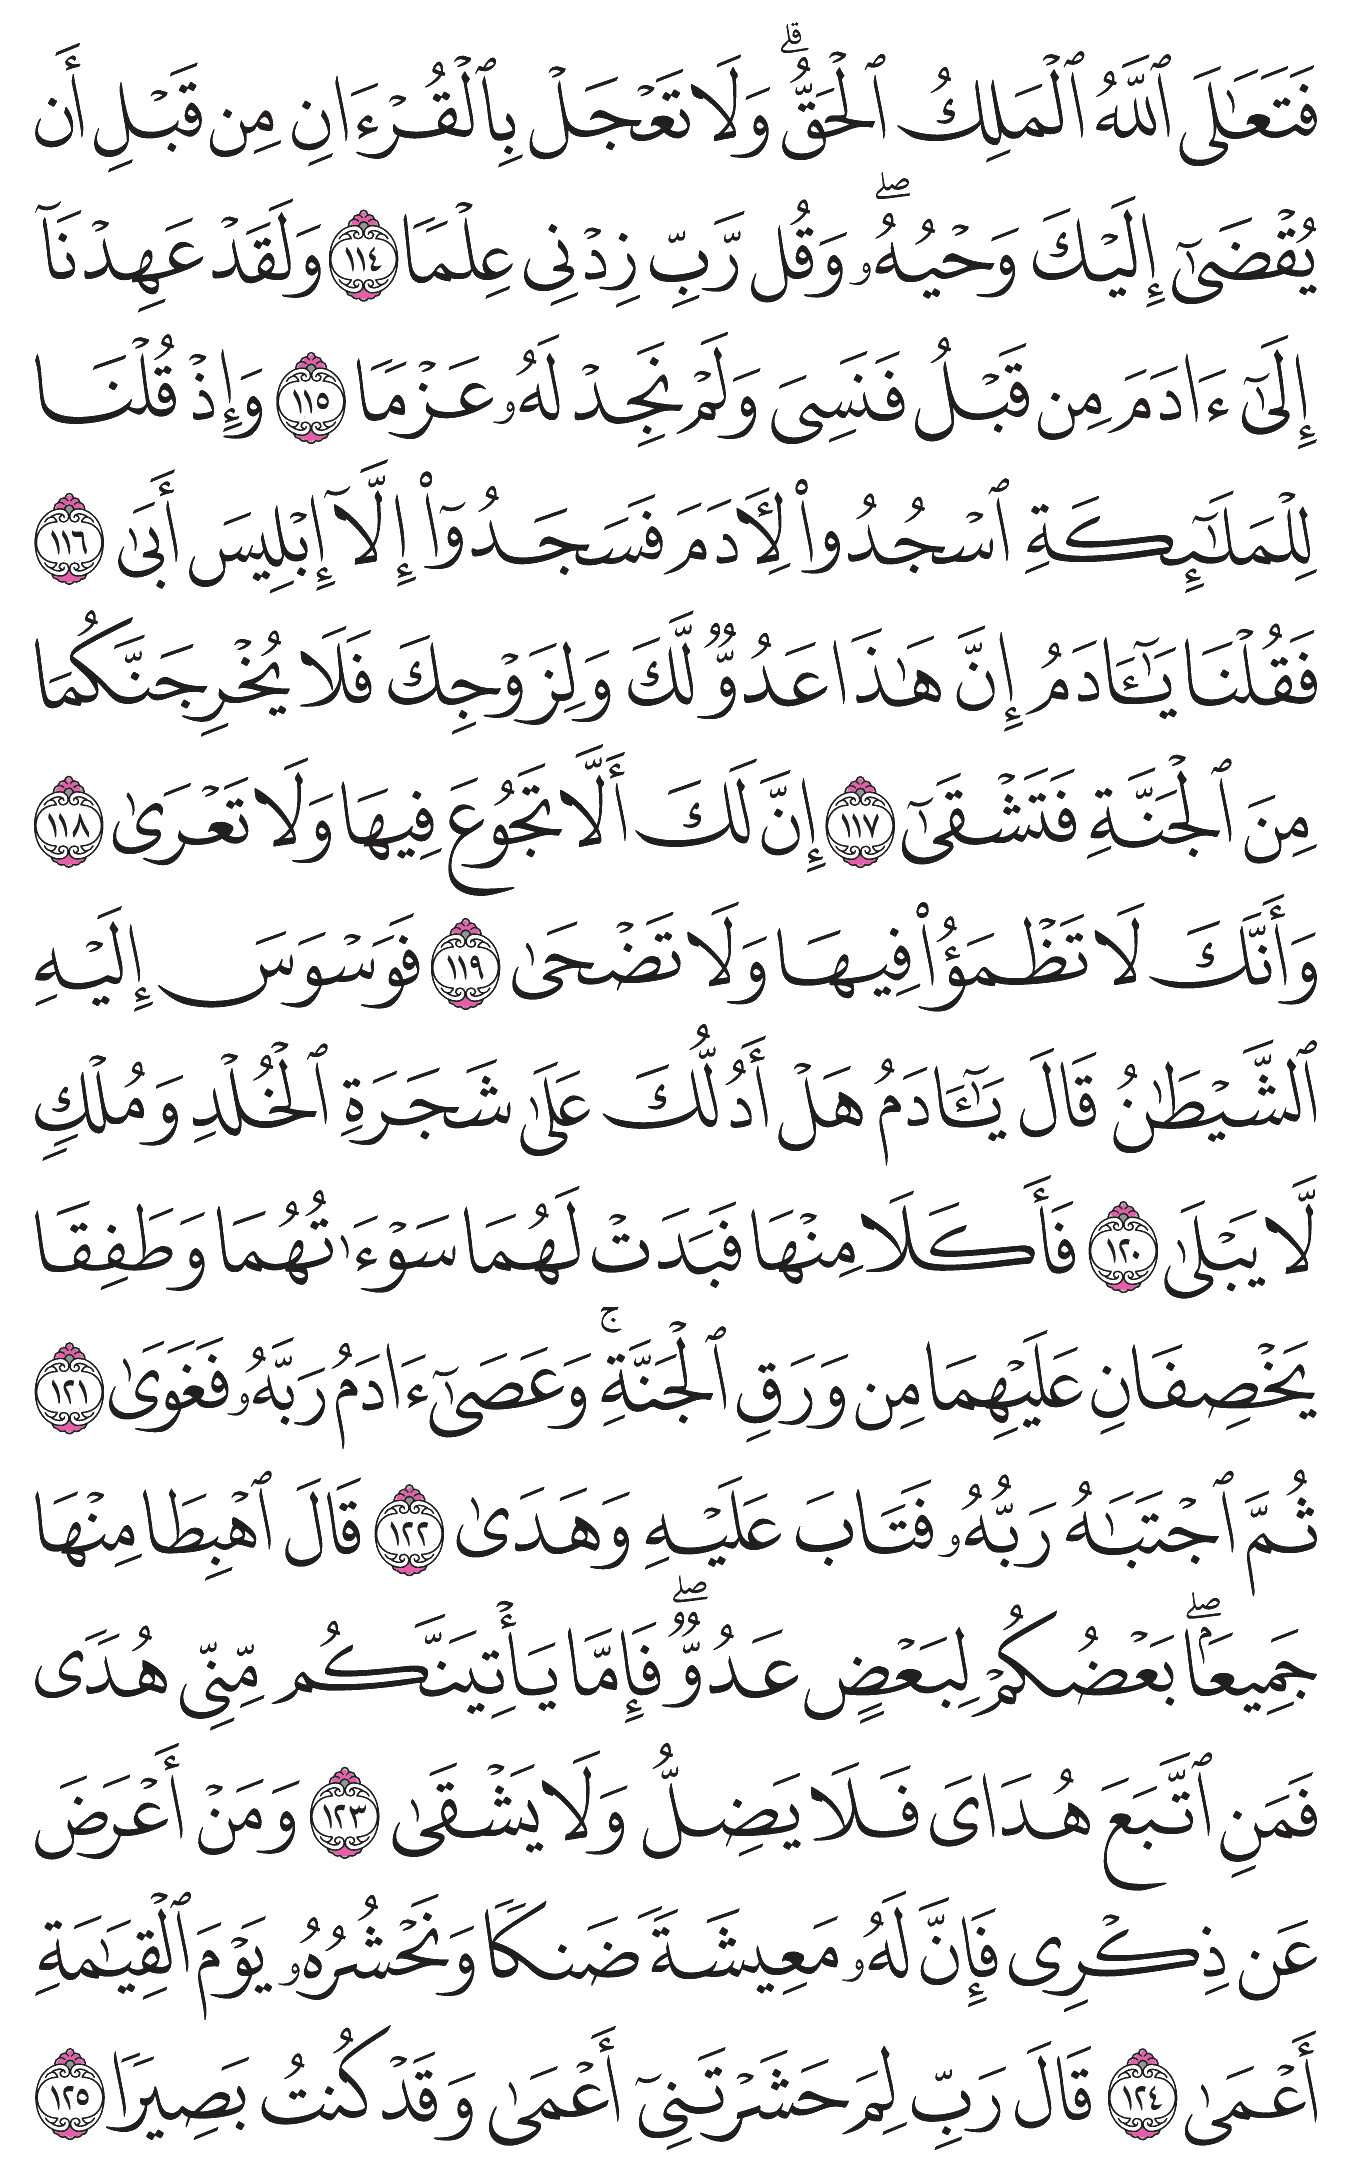 فَتَعَٰلَى ٱللَّهُ ٱلۡمَلِكُ ٱلۡحَقُّۗ وَلَا تَعۡجَلۡ بِٱلۡقُرۡءَانِ مِن قَبۡلِ أَن
يُقۡضَىٰٓ إِلَيۡكَ وَحۡيُهُۥۖ وَقُل رَّبِّ زِدۡنِى عِلۡمًا ١١٤ وَلَقَدۡ عَهِدۡنَآ
إِلَىٰٓ ءَادَمَ مِن قَبۡلُ فَنَسِىَ وَلَمۡ نَجِدۡ لَهُۥ عَزۡمًا ١١٥ وَإِذۡ قُلۡنَا
لِلۡمَلَٰٓئِكَةِ ٱسۡجُدُوا۟ لِأَدَمَ فَسَجَدُوٓا۟ إِلَّآ إِبۡلِيسَ أَبَىٰ ١١٦
فَقُلۡنَا يَٰٓـَٔادَمُ إِنَّ هَٰذَا عَدُوࣱّ لَّكَ وَلِزَوۡجِكَ فَلَا يُخۡرِجَنَّكُمَا
مِنَ ٱلۡجَنَّةِ فَتَشۡقَىٰٓ ١١٧ إِنَّ لَكَ أَلَّا تَجُوعَ فِيهَا وَلَا تَعۡرَىٰ ١١٨
وَأَنَّكَ لَا تَظۡمَؤُا۟ فِيهَا وَلَا تَضۡحَىٰ ١١٩ فَوَسۡوَسَ إِلَيۡهِ
ٱلشَّيۡطَٰنُ قَالَ يَٰٓـَٔادَمُ هَلۡ أَدُلُّكَ عَلَىٰ شَجَرَةِ ٱلۡخُلۡدِ وَمُلۡكٍ
لَّا يَبۡلَىٰ ١٢٠ فَأَكَلَا مِنۡهَا فَبَدَتۡ لَهُمَا سَوۡءَٰتُهُمَا وَطَفِقَا
يَخۡصِفَانِ عَلَيۡهِمَا مِن وَرَقِ ٱلۡجَنَّةِۚ وَعَصَىٰٓ ءَادَمُ رَبَّهُۥ فَغَوَىٰ ١٢١
ثُمَّ ٱجۡتَبَٰهُ رَبُّهُۥ فَتَابَ عَلَيۡهِ وَهَدَىٰ ١٢٢ قَالَ ٱهۡبِطَا مِنۡهَا
جَمِيعَۢاۖ بَعۡضُكُمۡ لِبَعۡضٍ عَدُوࣱّۖ فَإِمَّا يَأۡتِيَنَّكُم مِّنِّى هُدࣰى
فَمَنِ ٱتَّبَعَ هُدَاىَ فَلَا يَضِلُّ وَلَا يَشۡقَىٰ ١٢٣ وَمَنۡ أَعۡرَضَ
عَن ذِكۡرِى فَإِنَّ لَهُۥ مَعِيشَةࣰ ضَنكࣰا وَنَحۡشُرُهُۥ يَوۡمَ ٱلۡقِيَٰمَةِ
أَعۡمَىٰ ١٢٤ قَالَ رَبِّ لِمَ حَشَرۡتَنِىٓ أَعۡمَىٰ وَقَدۡ كُنتُ بَصِيرࣰا ١٢٥